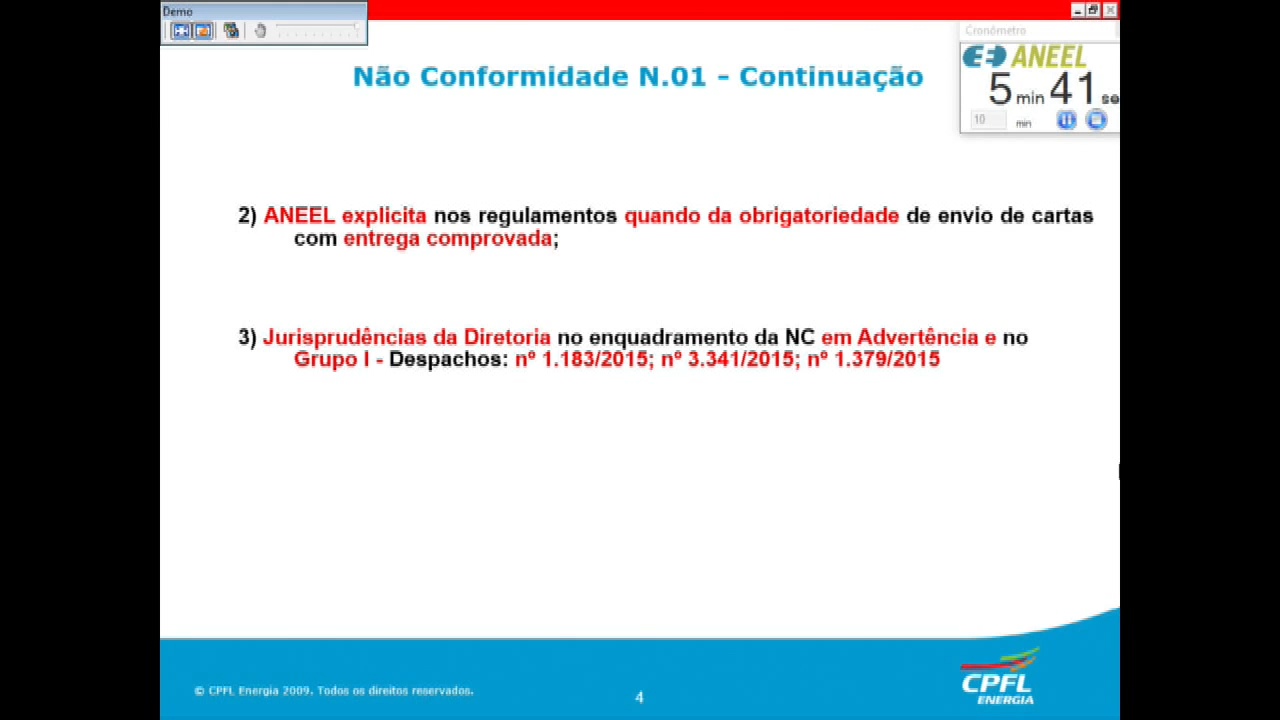 Demo
Cronômetro
ANEEL
5 min 41 se
10 min
Não Conformidade N.01 - Continuação
2) ANEEL explicita nos regulamentos quando da obrigatoriedade de envio de cartas
com entrega comprovada;
3) Jurisprudências da Diretoria no enquadramento da NC em Advertência e no
Grupo I - Despachos: nº 1.183/2015; nº 3.341/2015; nº 1.379/2015
© CPFL Energia 2009. Todos os direitos reservados.
4
CPFL
ENERGIA